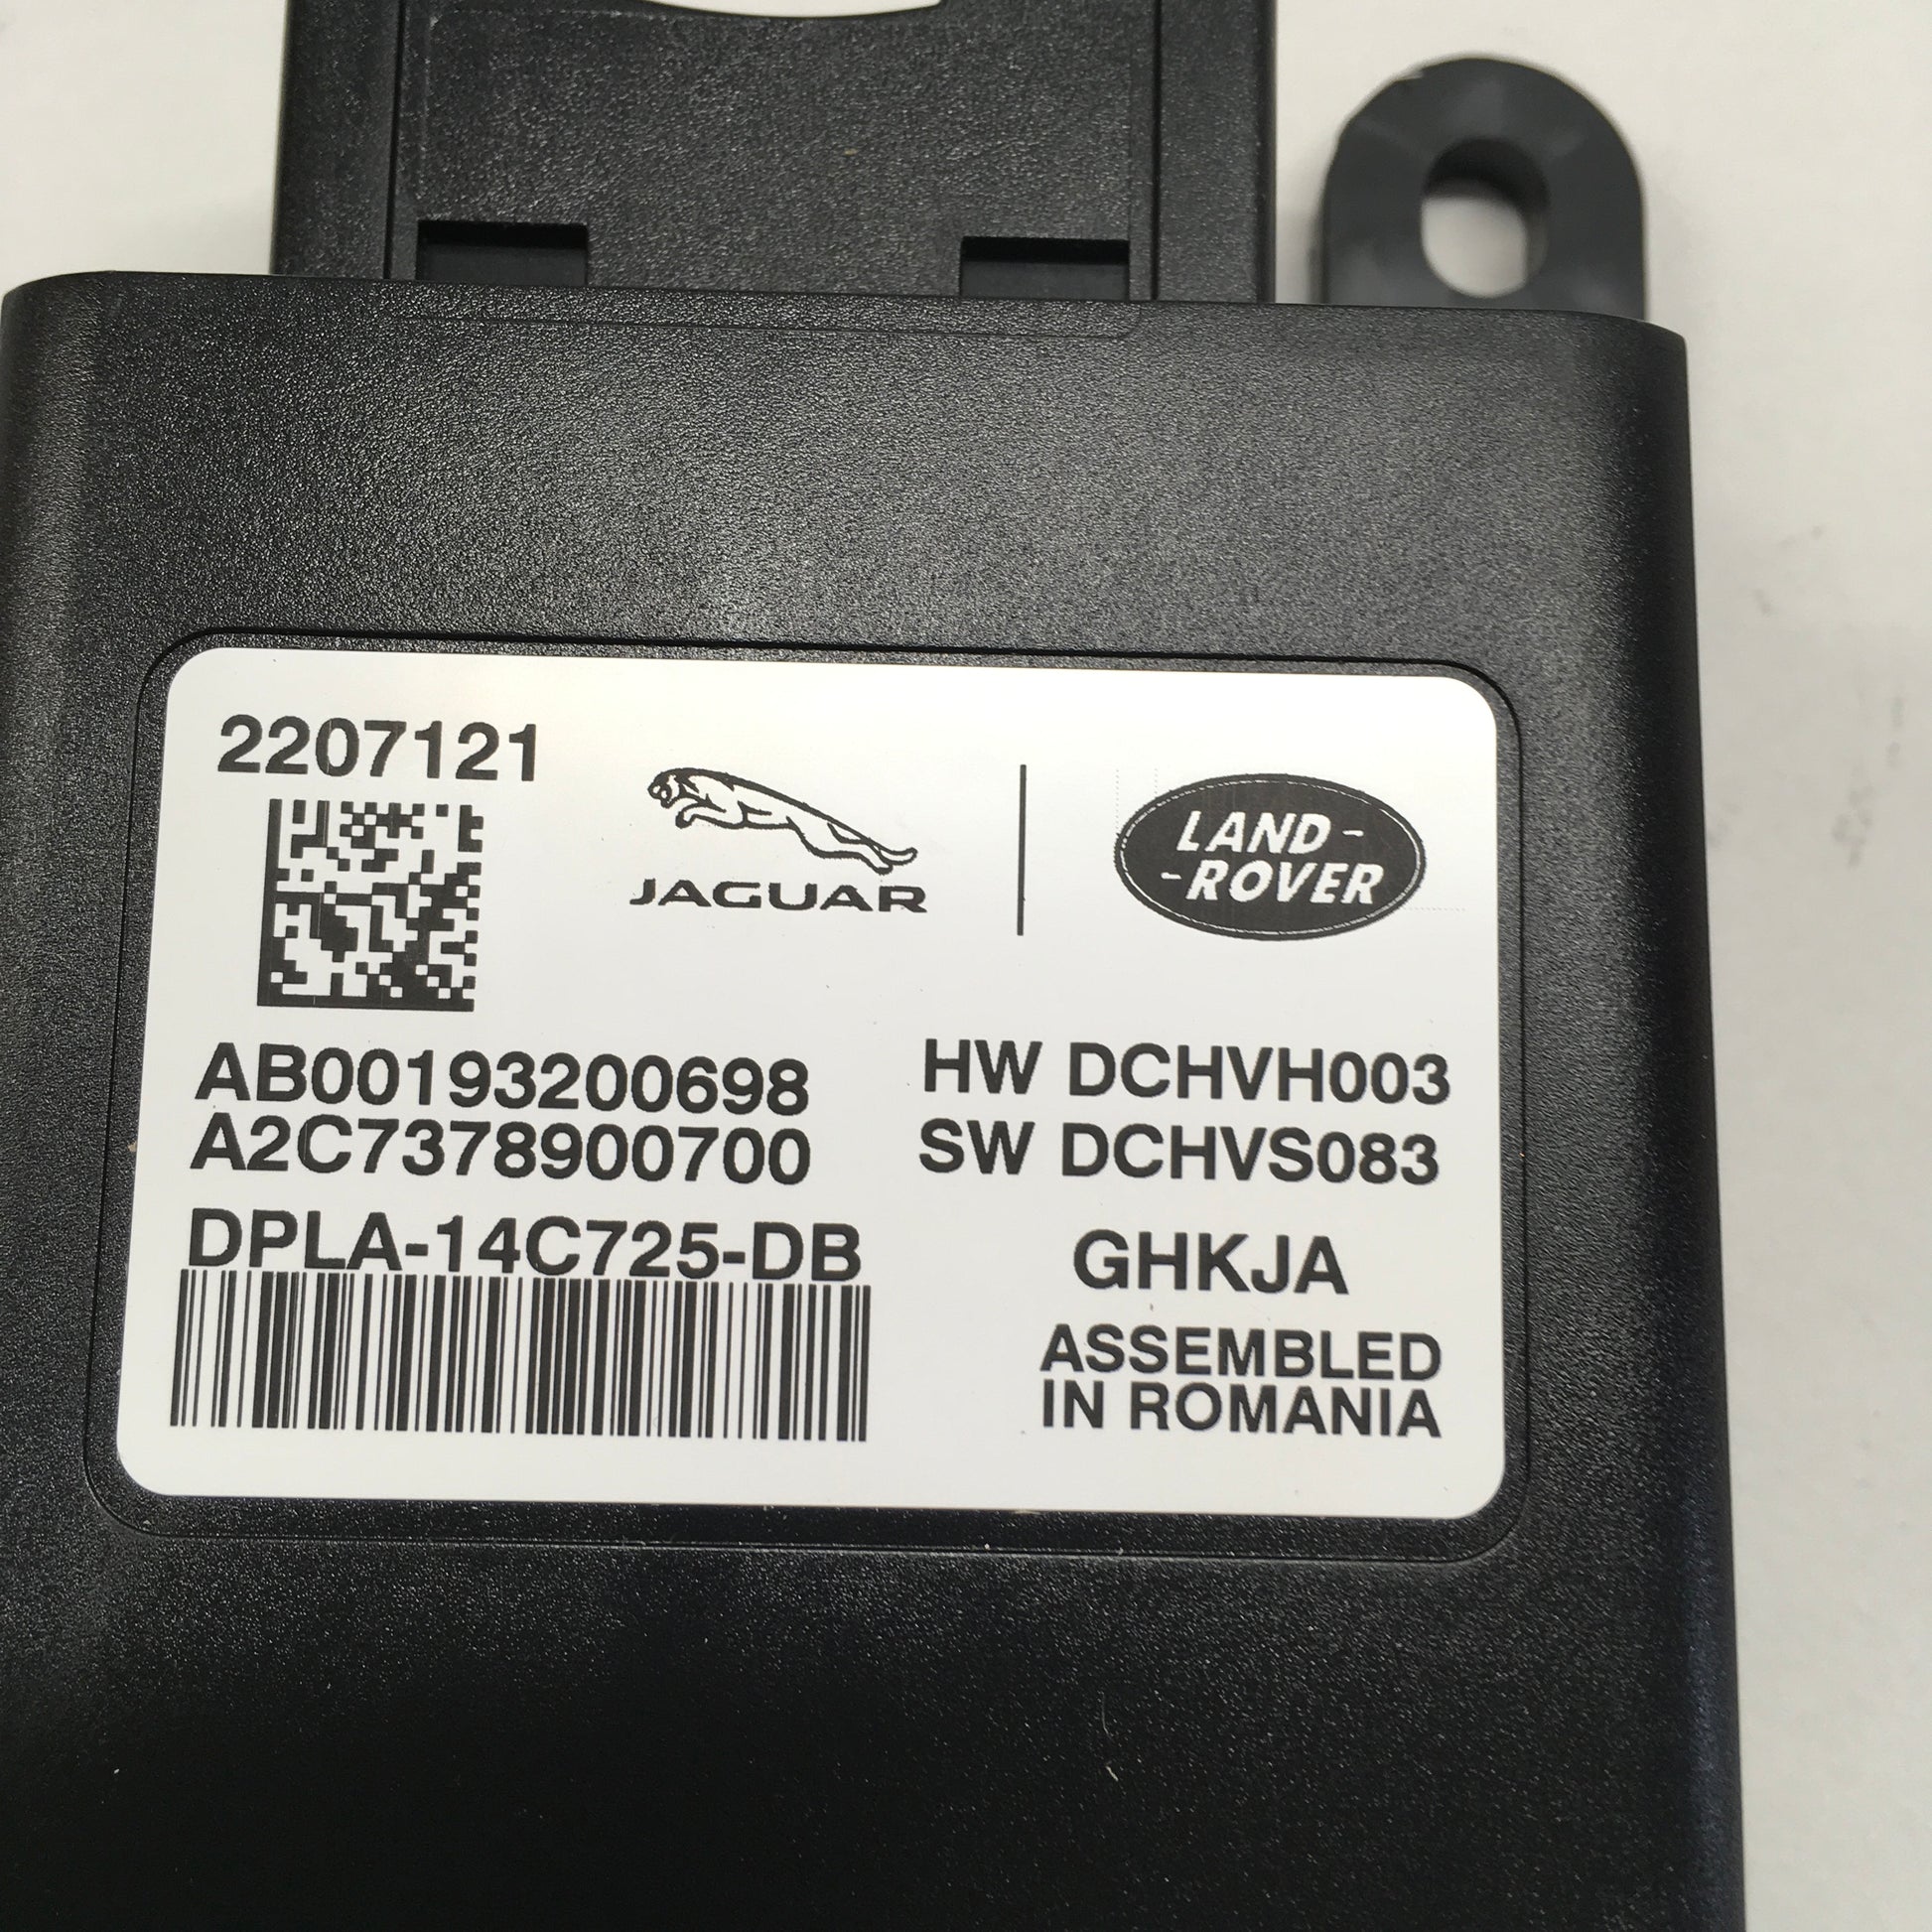 2207121
JAGUAR
LAND-
-ROVER
AB00193200698
A2C7378900700
HW DCHVH003
SW DCHVS083
DPLA-14C725-DB
GHKJA
ASSEMBLED
IN ROMANIA